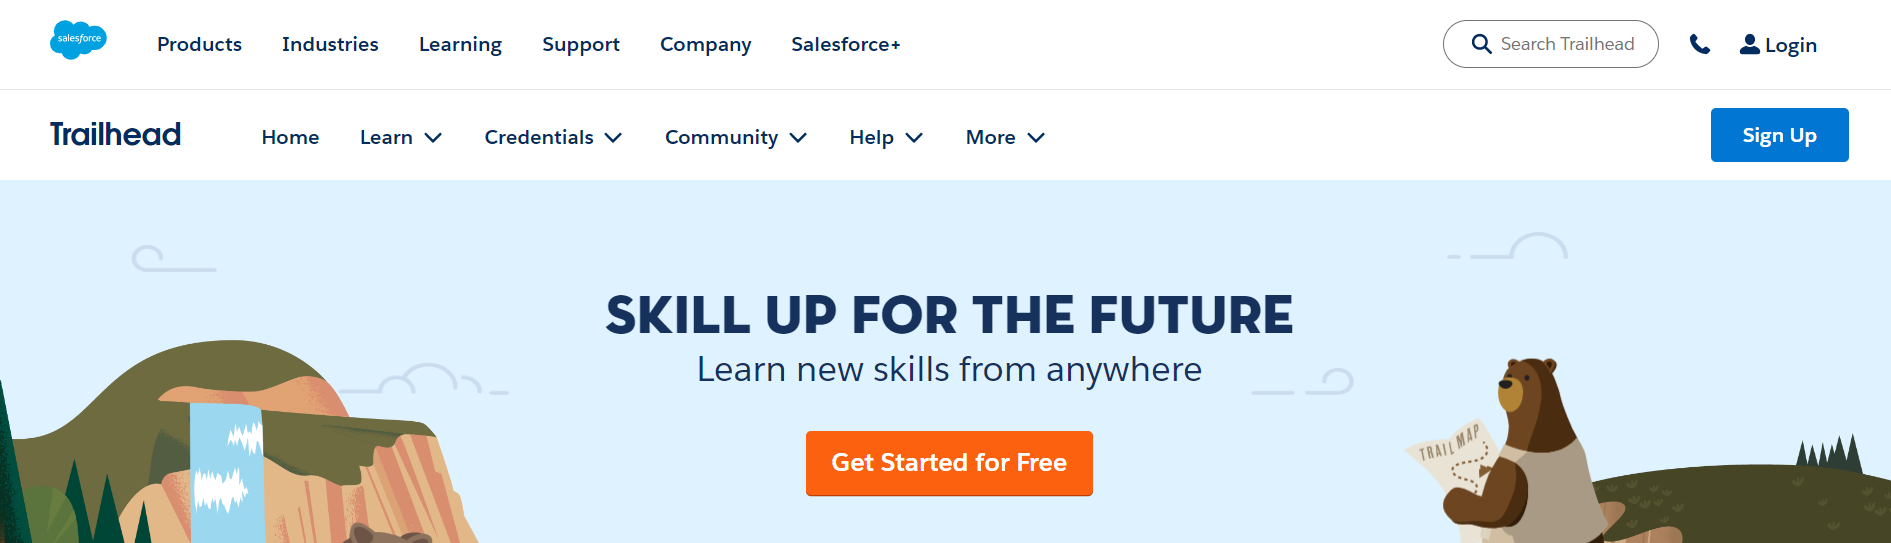 salesforce
Products Industries Learning Support Company Salesforce+
Search Trailhead
Login
Trailhead
Home Learn Credentials Community Help More
Sign Up
SKILL UP FOR THE FUTURE
Learn new skills from anywhere
Get Started for Free
TRAIL MAP